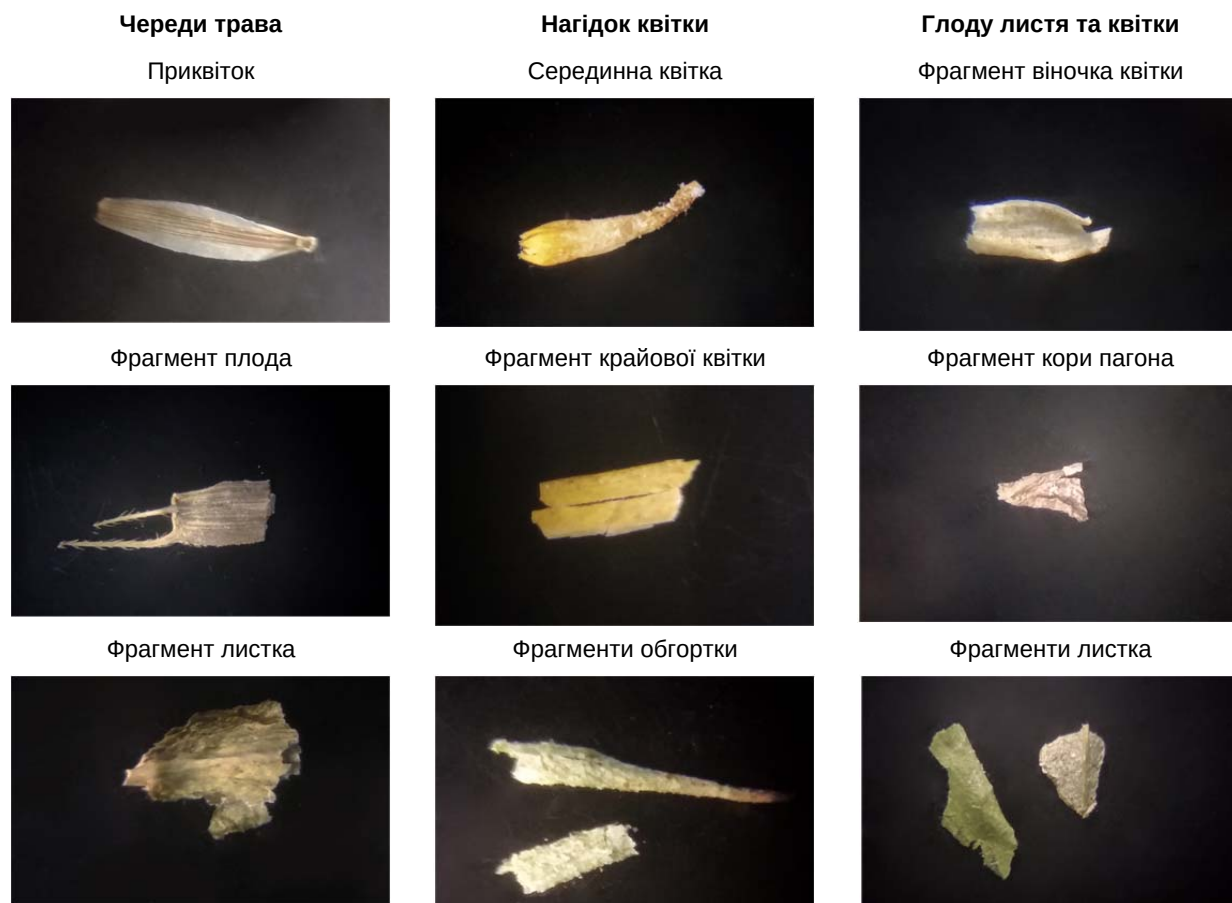 Череди трава
Нагідок квітки
Глоду листя та квітки
Приквіток
Серединна квітка
Фрагмент віночка квітки
Фрагмент плода
Фрагмент крайової квітки
Фрагмент кори пагона
Фрагмент листка
Фрагменти обгортки
Фрагменти листка